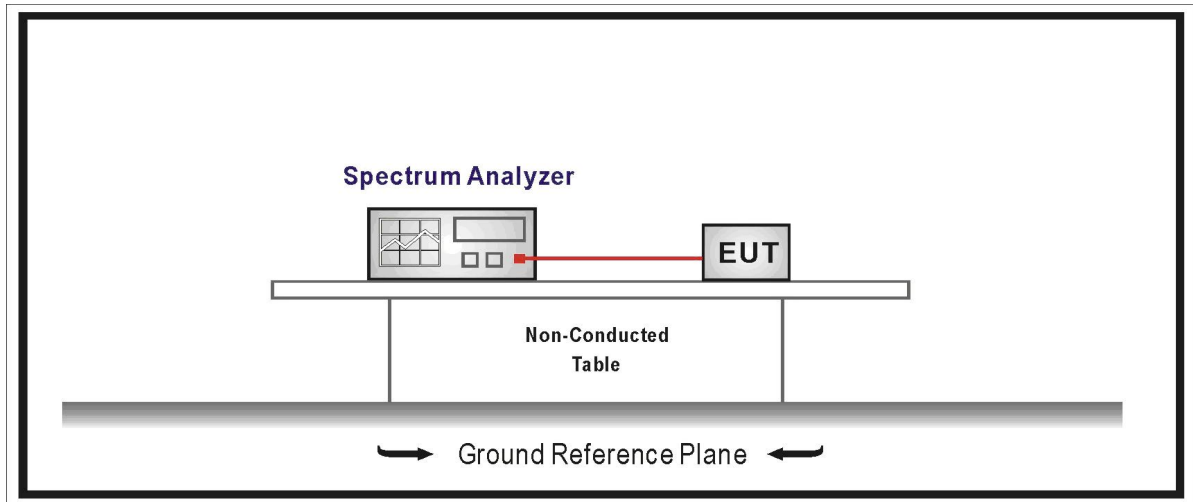 Spectrum Analyzer
EUT
Non-Conducted
Table
Ground Reference Plane